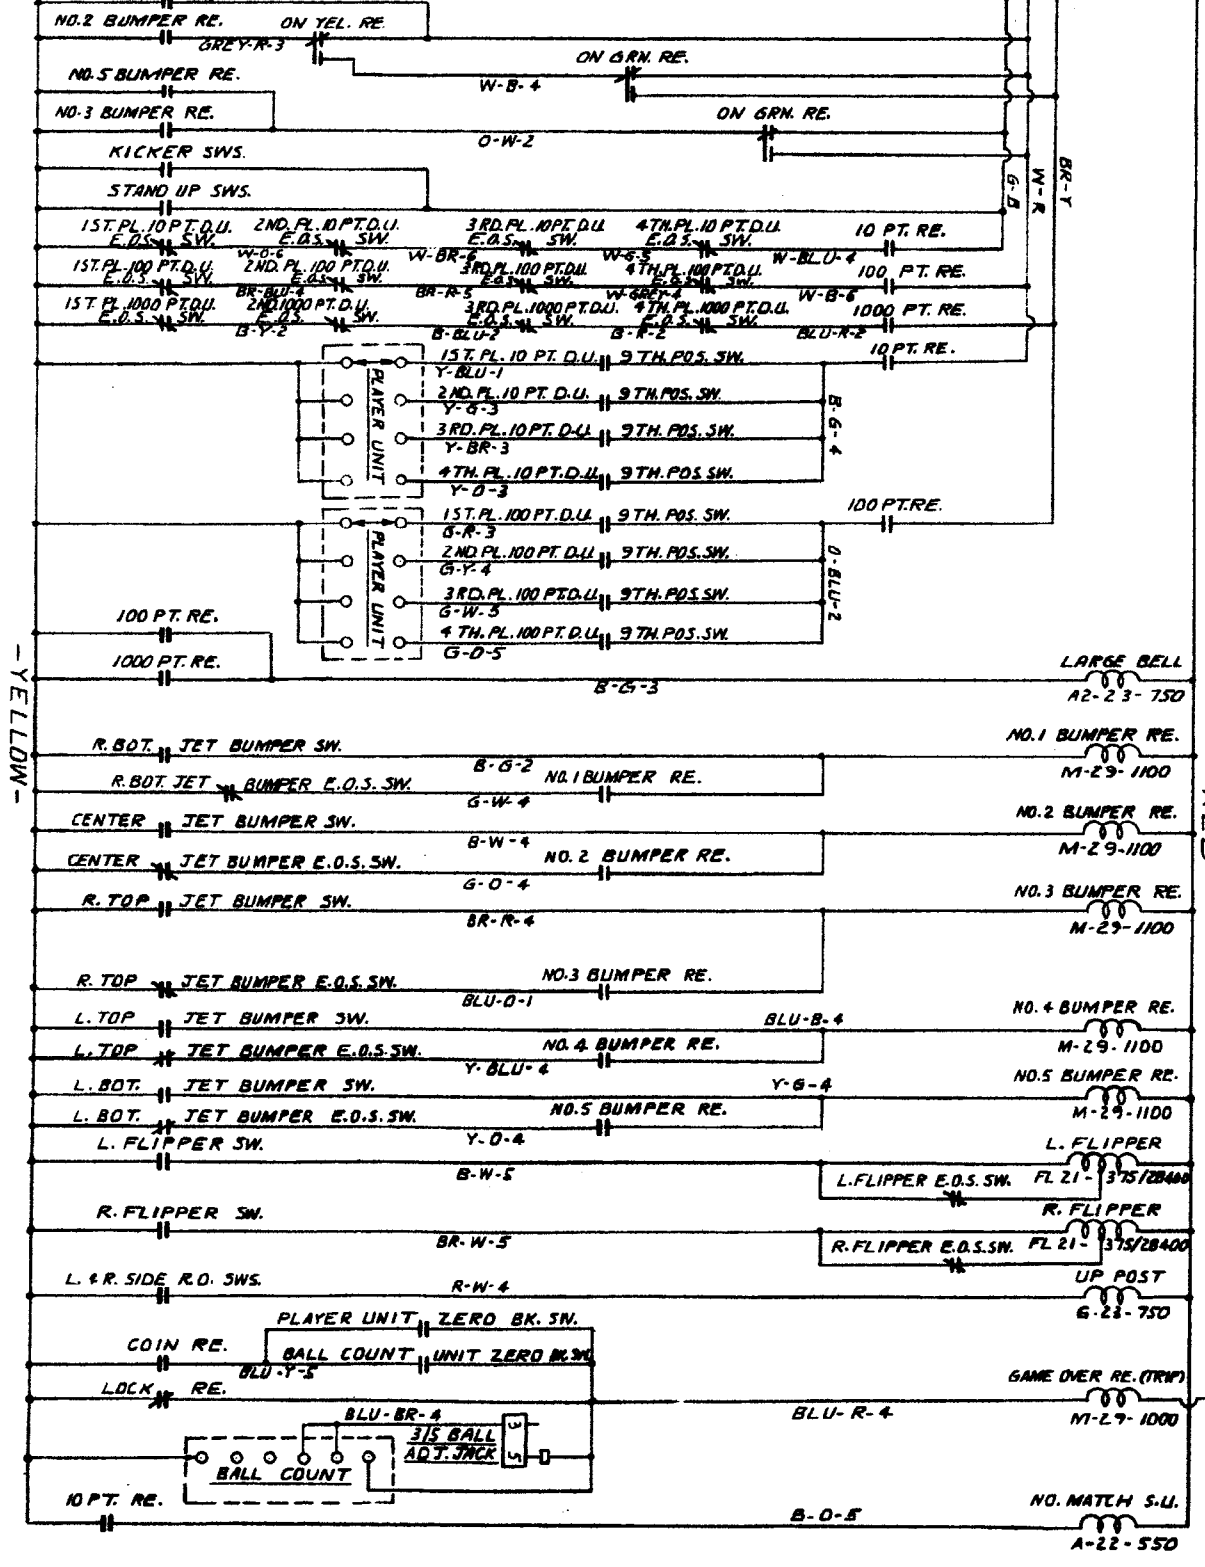 NO.2 BUMPER RE.
ON YEL. RE.
GREY-R-3
ON GRN. RE.
NO.5 BUMPER RE.
W-B-4
NO.3 BUMPER RE.
ON GRN. RE.
O-W-2
KICKER SWS.
STAND UP SWS.
G-B
W-R
BR-Y
1ST. PL. 10 PT. D.U.
2ND. PL. 10 PT. D.U.
3RD. PL. 10 PT. D.U.
4TH. PL. 10 PT. D.U.
10 PT. RE.
E.O.S. SW.
E.O.S. SW.
E.O.S. SW.
E.O.S. SW.
W-O-6
W-BR-6
W-G-5
W-BLU-4
1ST. PL. 100 PT. D.U.
2ND. PL. 100 PT. D.U.
3RD. PL. 100 PT. D.U.
4TH. PL. 100 PT. D.U.
100 PT. RE.
E.O.S. SW.
E.O.S. SW.
E.O.S. SW.
E.O.S. SW.
BR-BLU-4
BR-R-5
W-GREY-4
W-B-6
1ST. PL. 1000 PT. D.U.
2ND. 1000 PT. D.U.
3RD. PL. 1000 PT. D.U.
4TH. PL. 1000 PT. D.U.
1000 PT. RE.
E.O.S. SW.
E.O.S. SW.
E.O.S. SW.
E.O.S. SW.
B-Y-2
B-BLU-2
B-R-2
BLU-R-2
1ST. PL. 10 PT. D.U. 9TH. POS. SW.
10 PT. RE.
Y-BLU-1
2ND. PL. 10 PT. D.U. 9TH. POS. SW.
Y-G-3
3RD. PL. 10 PT. D.U. 9TH. POS. SW.
Y-BR-3
4TH. PL. 10 PT. D.U. 9TH. POS SW.
Y-O-3
PLAYER UNIT
B-G-4
1ST. PL. 100 PT. D.U. 9TH. POS. SW.
100 PT. RE.
G-R-3
2ND PL. 100 PT. D.U. 9TH. POS. SW.
G-Y-4
3RD. PL. 100 PT. D.U. 9TH. POS. SW.
G-W-5
4TH. PL. 100 PT. D.U. 9TH. POS. SW.
G-O-5
PLAYER UNIT
O-BLU-2
100 PT. RE.
1000 PT. RE.
B-G-3
LARGE BELL
A2-23-750
-YELLOW-
R. BOT. JET BUMPER SW.
B-G-2
NO.1 BUMPER RE.
M-29-1100
R. BOT. JET BUMPER E.O.S. SW.
G-W-4
NO.1 BUMPER RE.
CENTER JET BUMPER SW.
B-W-4
NO.2 BUMPER RE.
M-29-1100
CENTER JET BUMPER E.O.S. SW.
G-O-4
NO. 2 BUMPER RE.
R. TOP JET BUMPER SW.
BR-R-4
NO.3 BUMPER RE.
M-29-1100
R. TOP JET BUMPER E.O.S. SW.
BLU-O-1
NO.3 BUMPER RE.
L. TOP JET BUMPER SW.
BLU-B-4
NO.4 BUMPER RE.
M-29-1100
L. TOP JET BUMPER E.O.S. SW.
Y-BLU-4
NO.4 BUMPER RE.
L. BOT. JET BUMPER SW.
Y-G-4
NO.5 BUMPER RE.
M-29-1100
L. BOT. JET BUMPER E.O.S. SW.
Y-O-4
NO.5 BUMPER RE.
L. FLIPPER SW.
B-W-5
L. FLIPPER
FL 21-375/28400
L. FLIPPER E.O.S. SW.
R. FLIPPER SW.
BR-W-5
R. FLIPPER
FL 21-375/28400
R. FLIPPER E.O.S. SW.
L. & R. SIDE R.O. SWS.
R-W-4
UP POST
G-23-750
PLAYER UNIT ZERO BK. SW.
COIN RE.
BLU-Y-5
BALL COUNT UNIT ZERO BK. SW.
LOCK RE.
BLU-R-4
GAME OVER RE. (TRIP)
M-29-1000
BLU-BR-4
3/5 BALL
ADJ. JACK
3
5
BALL COUNT
10 PT. RE.
B-O-5
NO. MATCH S.U.
A-22-550